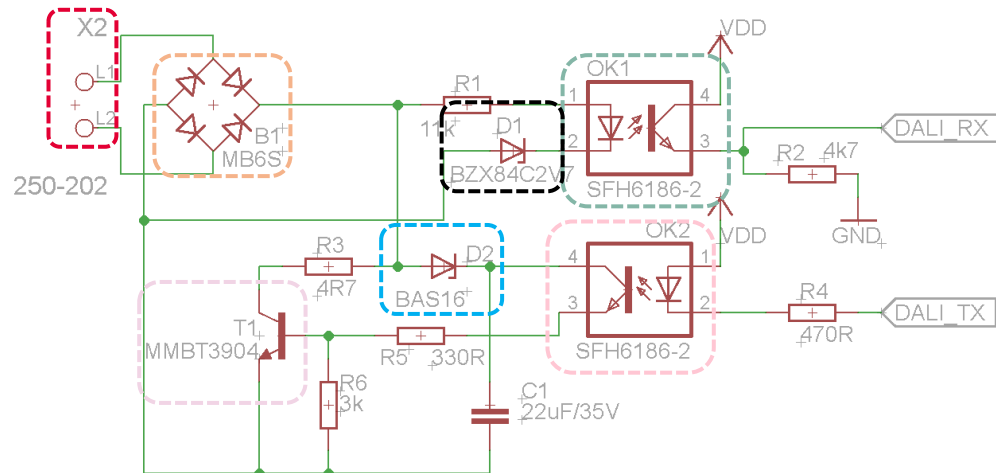 X2
L1
L2
250-202
B1
MB6S
R1
11k
D1
BZX84C2V7
OK1
1
2
4
3
SFH6186-2
VDD
DALI_RX
R2
4k7
GND
R3
4R7
D2
BAS16
OK2
4
3
1
2
SFH6186-2
VDD
R4
470R
DALI_TX
T1
MMBT3904
R5
330R
R6
3k
C1
22uF/35V